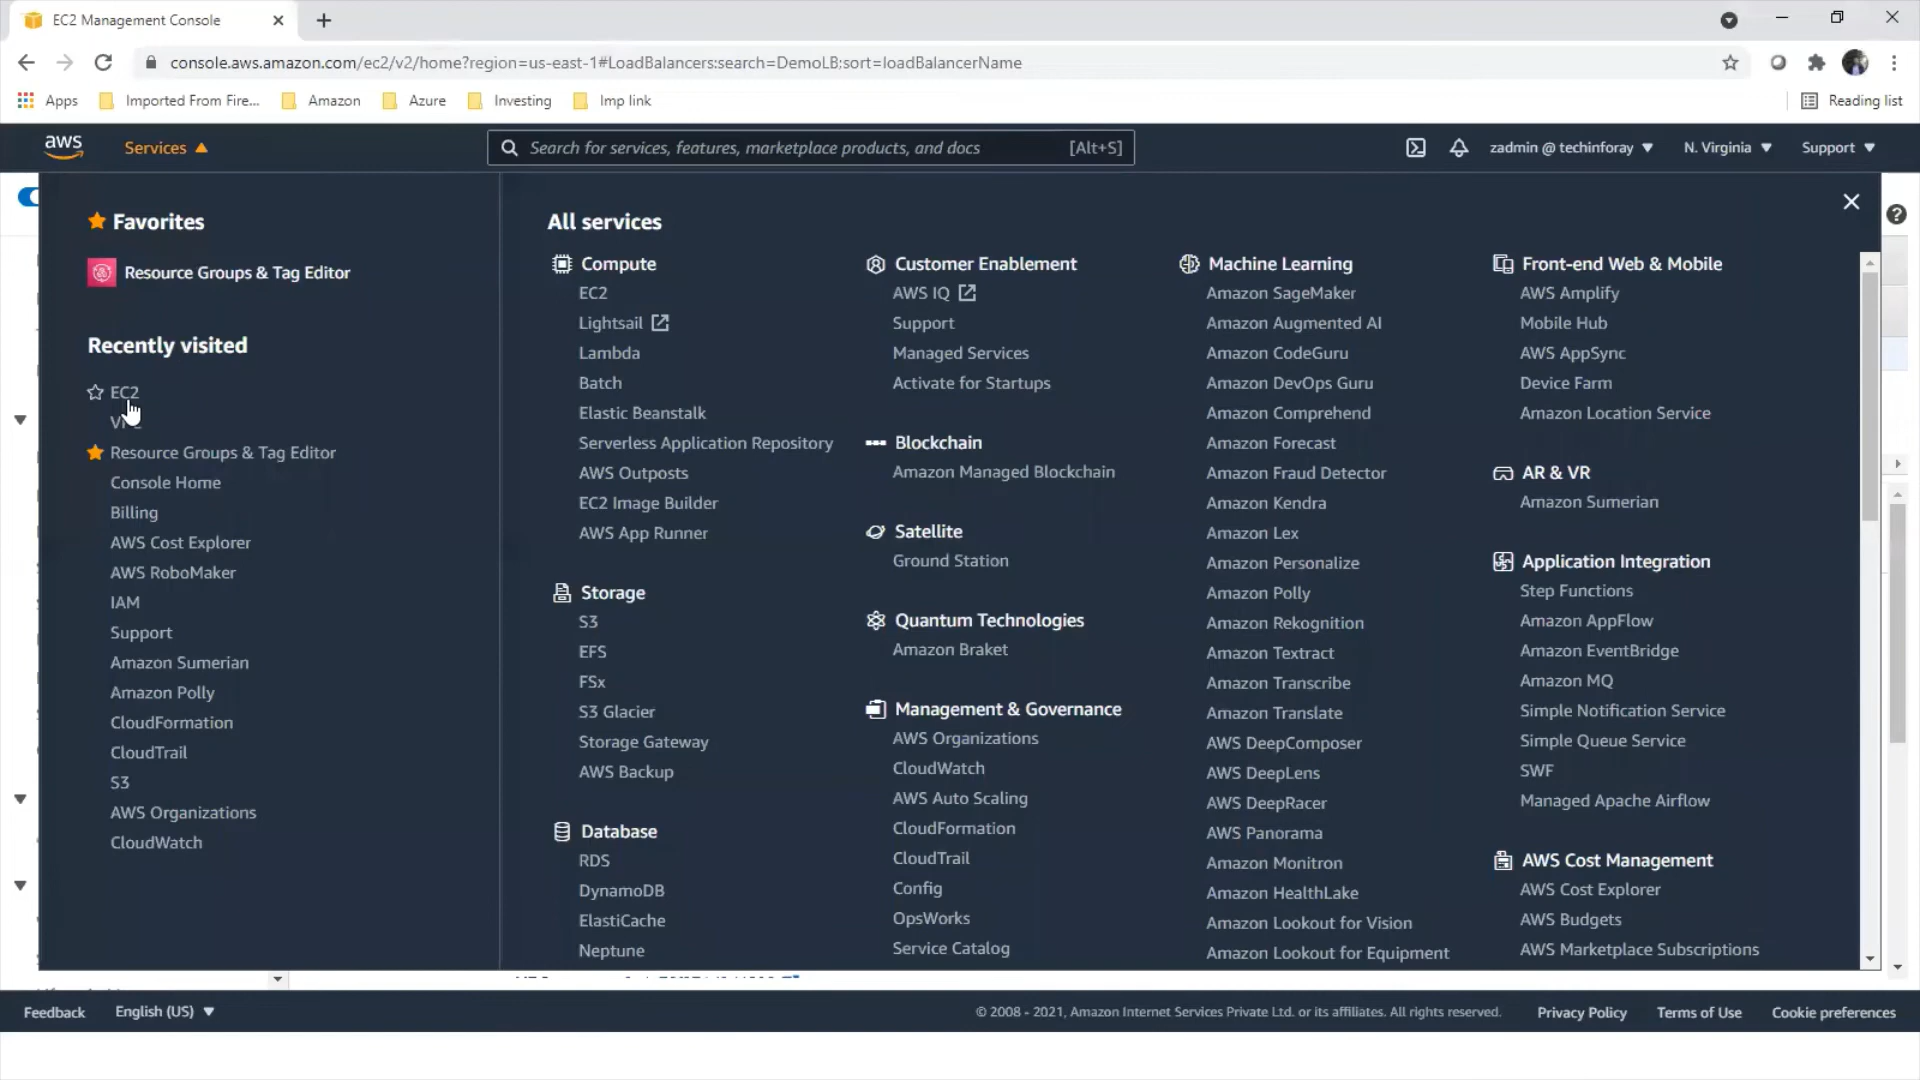 EC2 Management Console
console.aws.amazon.com/ec2/v2/home?region=us-east-1#LoadBalancers:search=DemoLB;sort=loadBalancerName
Apps Imported From Fire... Amazon Azure Investing Imp link Reading list
aws Services Search for services, features, marketplace products, and docs [Alt+S] zadmin @ techinforay N. Virginia Support
Favorites
Resource Groups & Tag Editor
Recently visited
EC2
Resource Groups & Tag Editor
Console Home
Billing
AWS Cost Explorer
AWS RoboMaker
IAM
Support
Amazon Sumerian
Amazon Polly
CloudFormation
CloudTrail
S3
AWS Organizations
CloudWatch
All services
Compute
EC2
Lightsail
Lambda
Batch
Elastic Beanstalk
Serverless Application Repository
AWS Outposts
EC2 Image Builder
AWS App Runner
Storage
S3
EFS
FSx
S3 Glacier
Storage Gateway
AWS Backup
Database
RDS
DynamoDB
ElastiCache
Neptune
Customer Enablement
AWS IQ
Support
Managed Services
Activate for Startups
Blockchain
Amazon Managed Blockchain
Satellite
Ground Station
Quantum Technologies
Amazon Braket
Management & Governance
AWS Organizations
CloudWatch
AWS Auto Scaling
CloudFormation
CloudTrail
Config
OpsWorks
Service Catalog
Machine Learning
Amazon SageMaker
Amazon Augmented AI
Amazon CodeGuru
Amazon DevOps Guru
Amazon Comprehend
Amazon Forecast
Amazon Fraud Detector
Amazon Kendra
Amazon Lex
Amazon Personalize
Amazon Polly
Amazon Rekognition
Amazon Textract
Amazon Transcribe
Amazon Translate
AWS DeepComposer
AWS DeepLens
AWS DeepRacer
AWS Panorama
Amazon Monitron
Amazon HealthLake
Amazon Lookout for Vision
Amazon Lookout for Equipment
Front-end Web & Mobile
AWS Amplify
Mobile Hub
AWS AppSync
Device Farm
Amazon Location Service
AR & VR
Amazon Sumerian
Application Integration
Step Functions
Amazon AppFlow
Amazon EventBridge
Amazon MQ
Simple Notification Service
Simple Queue Service
SWF
Managed Apache Airflow
AWS Cost Management
AWS Cost Explorer
AWS Budgets
AWS Marketplace Subscriptions
Feedback English (US) © 2008 - 2021, Amazon Internet Services Private Ltd. or its affiliates. All rights reserved. Privacy Policy Terms of Use Cookie preferences